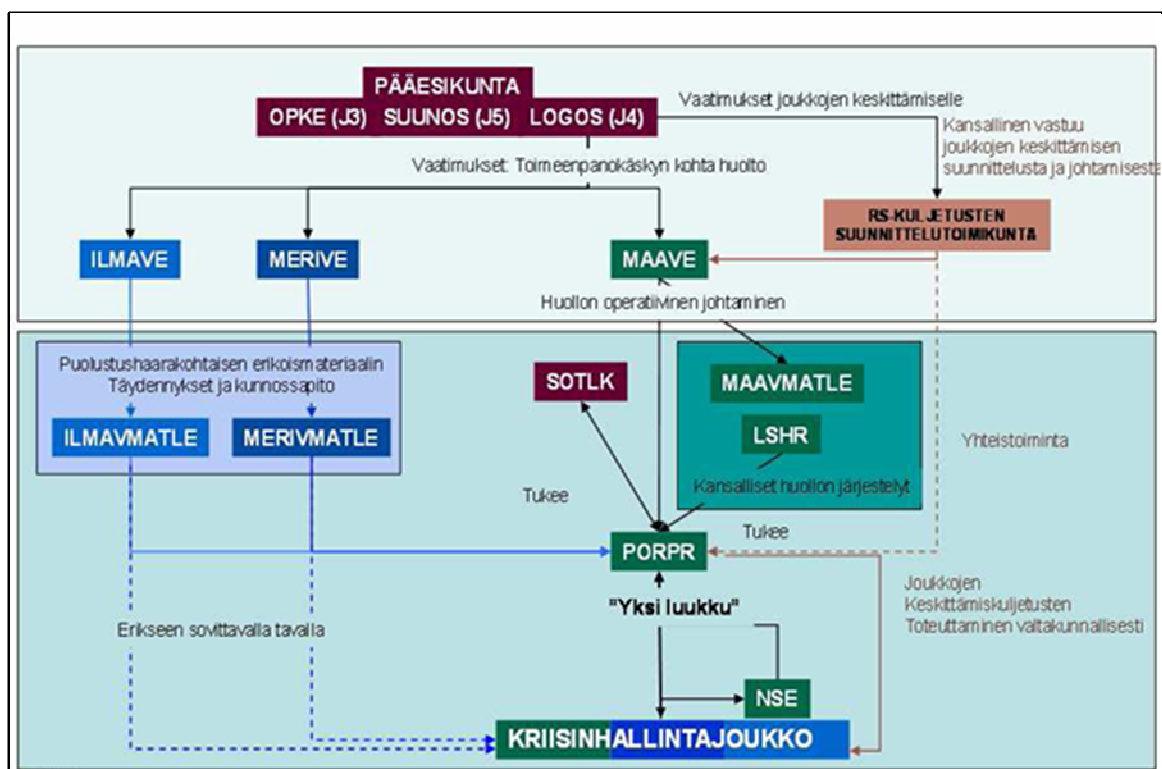 PÄÄESIKUNTA
OPKE (J3) SUUNOS (J5) LOGOS (J4)
Vaatimukset joukkojen keskittämiselle
Kansallinen vastuu
joukkojen keskittämisen
suunnittelusta ja johtamisesta
Vaatimukset: Toimeenpanokäskyn kohta huolto
RS-KULJETUSTEN
SUUNNITTELUTOIMIKUNTA
ILMAVE
MERIVE
MAAVE
Huollon operatiivinen johtaminen
Puolustushaarakohtaisen erikoismateriaalin
Täydennykset ja kunnossapito
ILMAVMATLE
MERIVMATLE
SOTLK
MAAVMATLE
LSHR
Kansalliset huollon järjestelyt
Yhteistoiminta
Tukee
Tukee
PORPR
"Yksi luukku"
Joukkojen
Keskittämiskuljetusten
Toteuttaminen valtakunnallisesti
Erikseen sovittavalla tavalla
NSE
KRIISINHALLINTAJOUKKO